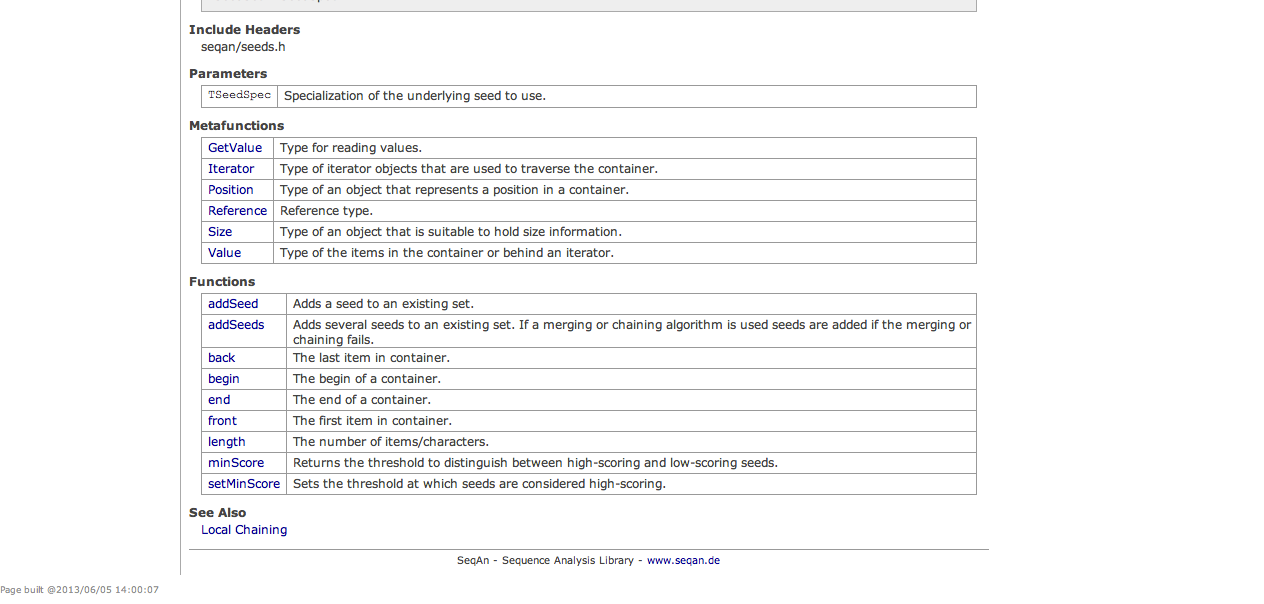 Include Headers
seqan/seeds.h
Parameters
TSeedSpec Specialization of the underlying seed to use.
Metafunctions
GetValue Type for reading values.
Iterator Type of iterator objects that are used to traverse the container.
Position Type of an object that represents a position in a container.
Reference Reference type.
Size Type of an object that is suitable to hold size information.
Value Type of the items in the container or behind an iterator.
Functions
addSeed Adds a seed to an existing set.
addSeeds Adds several seeds to an existing set. If a merging or chaining algorithm is used seeds are added if the merging or
chaining fails.
back The last item in container.
begin The begin of a container.
end The end of a container.
front The first item in container.
length The number of items/characters.
minScore Returns the threshold to distinguish between high-scoring and low-scoring seeds.
setMinScore Sets the threshold at which seeds are considered high-scoring.
See Also
Local Chaining
SeqAn - Sequence Analysis Library - www.seqan.de
Page built @2013/06/05 14:00:07